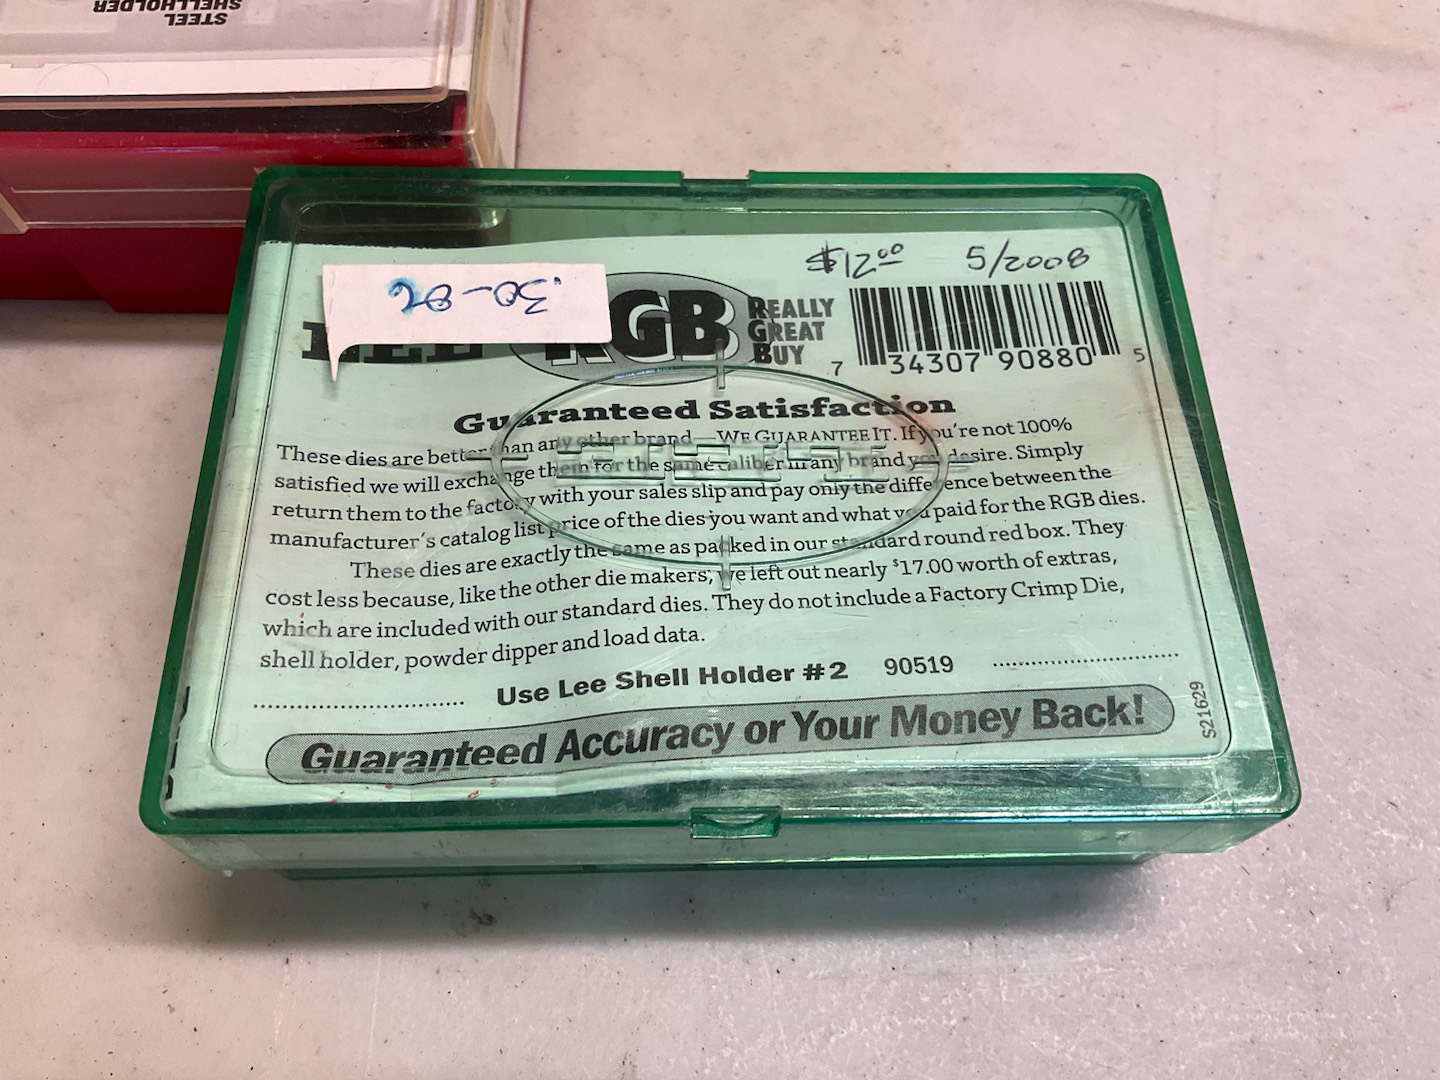 STEEL
SHELLHOLDER
$12.00 5/2008
.30-06
LEE RGB REALLY
GREAT
BUY
7 34307 90880 5
Guaranteed Satisfaction
These dies are better than any other brand—WE GUARANTEE IT. If you're not 100%
satisfied we will exchange them for the same caliber in any brand you desire. Simply
return them to the factory with your sales slip and pay only the difference between the
manufacturer's catalog list price of the dies you want and what you paid for the RGB dies.
These dies are exactly the same as packed in our standard round red box. They
cost less because, like the other die makers, we left out nearly $17.00 worth of extras,
which are included with our standard dies. They do not include a Factory Crimp Die,
shell holder, powder dipper and load data.
Use Lee Shell Holder #2 90519
Guaranteed Accuracy or Your Money Back!
S21629